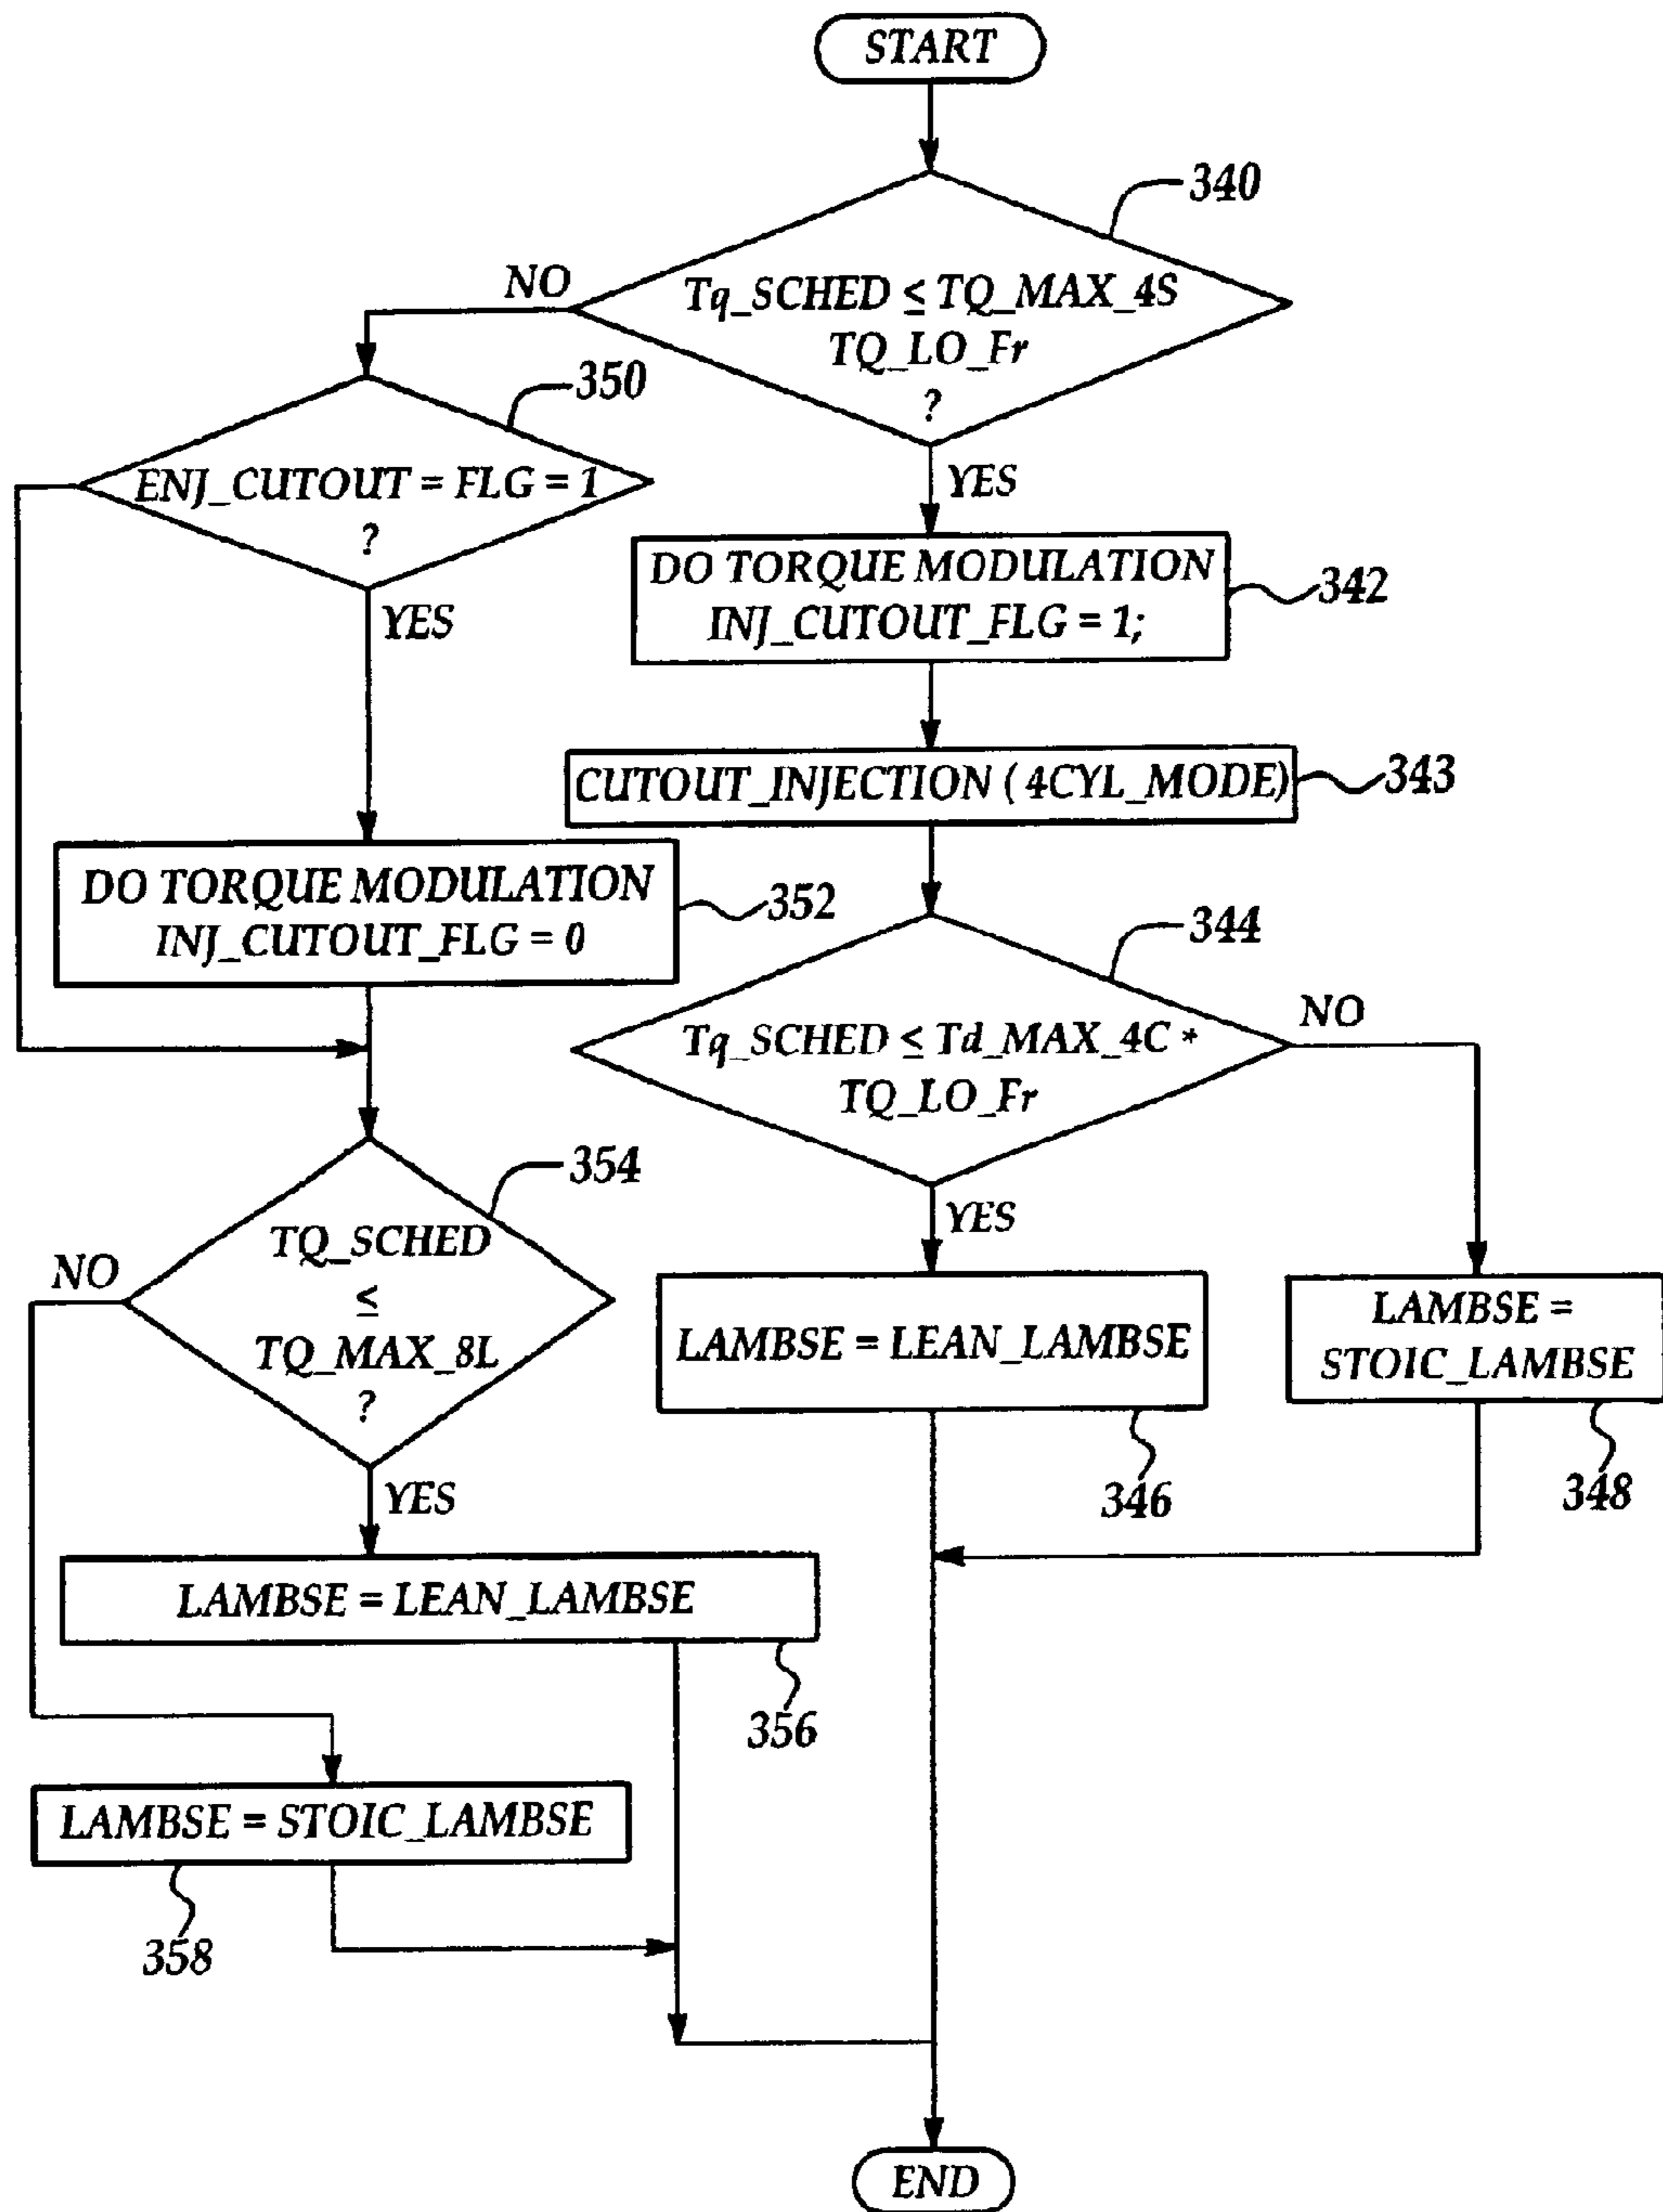 START
340
Tq_SCHED ≤ TQ_MAX_4S
TQ_LO_Fr
?
NO
YES
350
ENJ_CUTOUT = FLG = 1
?
YES
DO TORQUE MODULATION
INJ_CUTOUT_FLG = 1;
342
CUTOUT_INJECTION ( 4CYL_MODE)
343
DO TORQUE MODULATION
INJ_CUTOUT_FLG = 0
352
344
Tq_SCHED ≤ Td_MAX_4C *
TQ_LO_Fr
NO
YES
354
TQ_SCHED
≤
TQ_MAX_8L
?
NO
YES
LAMBSE = LEAN_LAMBSE
346
LAMBSE =
STOIC_LAMBSE
348
LAMBSE = LEAN_LAMBSE
356
LAMBSE = STOIC_LAMBSE
358
END